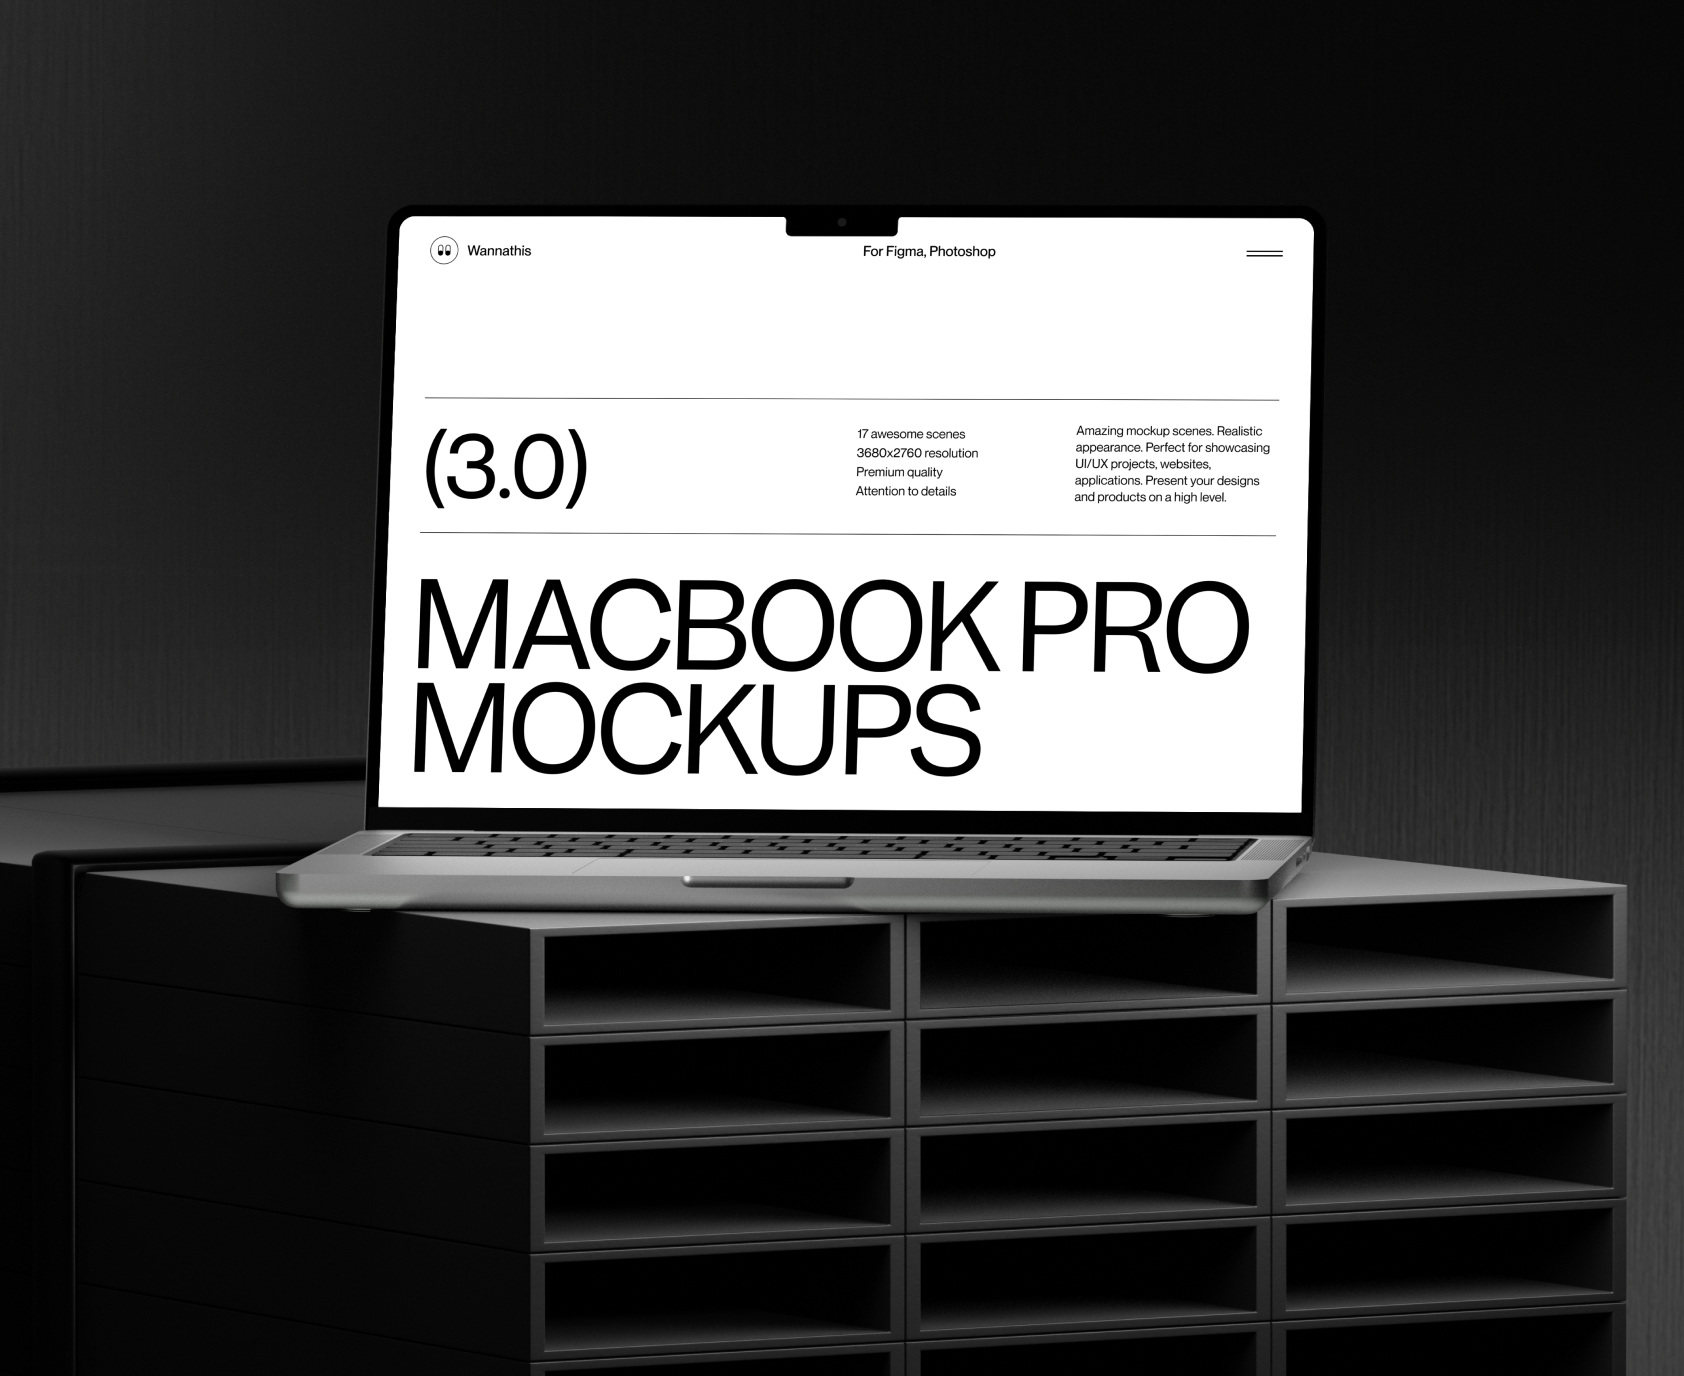 Wannathis
For Figma, Photoshop
(3.0)
17 awesome scenes
3680x2760 resolution
Premium quality
Attention to details
Amazing mockup scenes. Realistic
appearance. Perfect for showcasing
UI/UX projects, websites,
applications. Present your designs
and products on a high level.
MACBOOK PRO
MOCKUPS